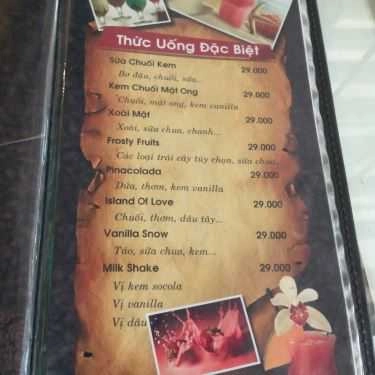 Thức Uống Đặc Biệt
Sữa Chuối Kem 29.000
Bơ đậu, chuối, sữa...
Kem Chuối Mật Ong 29.000
Chuối, mật ong, kem vanilla
Xoài Mật 29.000
Xoài, sữa chua, chanh...
Frosty Fruits 29.000
Các loại trái cây tùy chọn, sữa chua..
Pinacolada 29.000
Dừa, thơm, kem vanilla
Island Of Love 29.000
Chuối, thơm, dâu tây...
Vanilla Snow 29.000
Táo, sữa chua, kem...
Milk Shake 29.000
Vị kem socola
Vị vanilla
Vị dâu